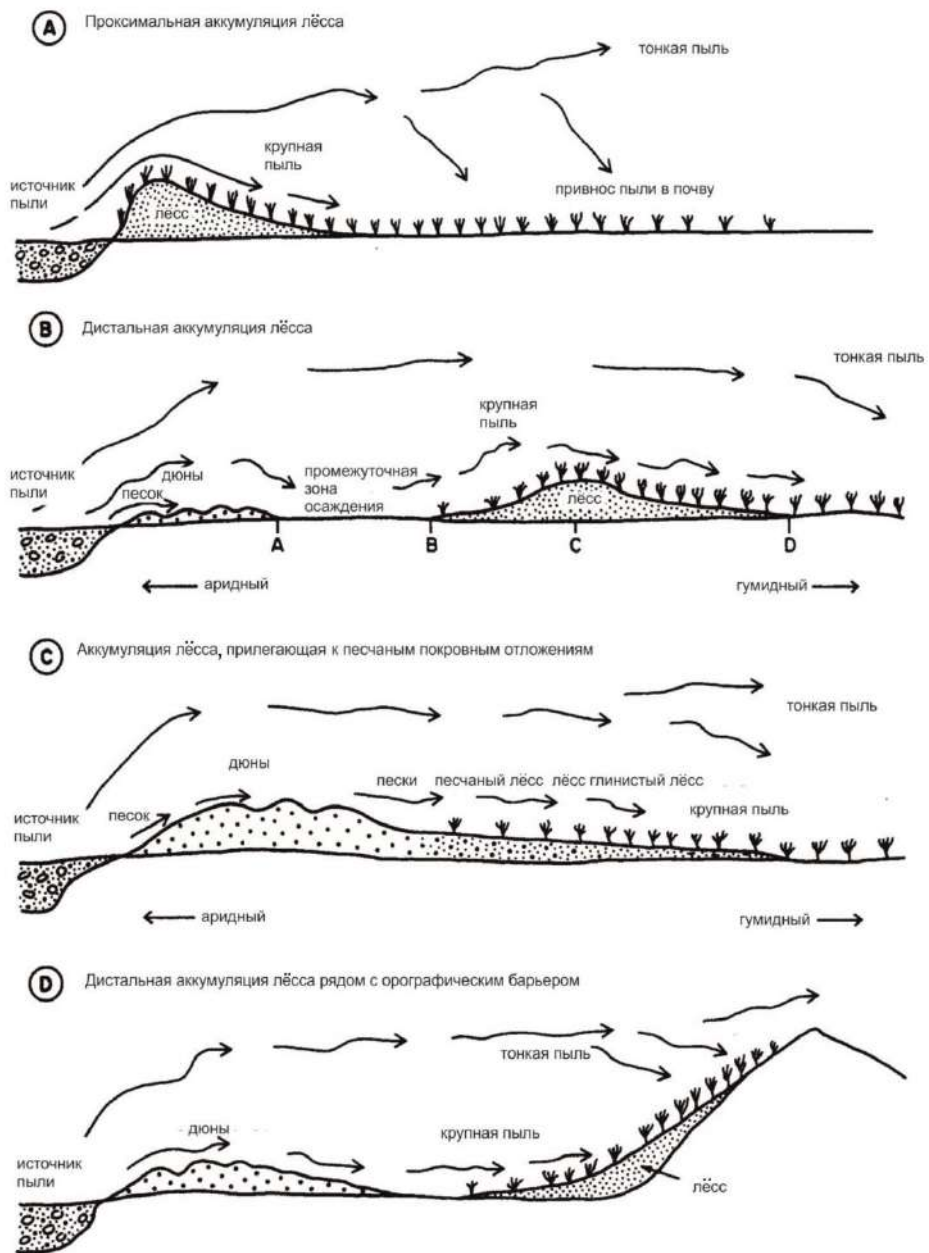 A Проксимальная аккумуляция лёсса
тонкая пыль
крупная
пыль
источник
пыли
лёсс
привнос пыли в почву
B Дистальная аккумуляция лёсса
тонкая пыль
крупная
пыль
источник
пыли
дюны
песок
промежуточная
зона
осаждения
лёсс
A B C D
аридный гумидный
C Аккумуляция лёсса, прилегающая к песчаным покровным отложениям
тонкая пыль
дюны
пески песчаный лёсс лёсс глинистый лёсс
источник
пыли
песок
крупная пыль
аридный гумидный
D Дистальная аккумуляция лёсса рядом с орографическим барьером
тонкая пыль
дюны
крупная пыль
источник
пыли
лёсс